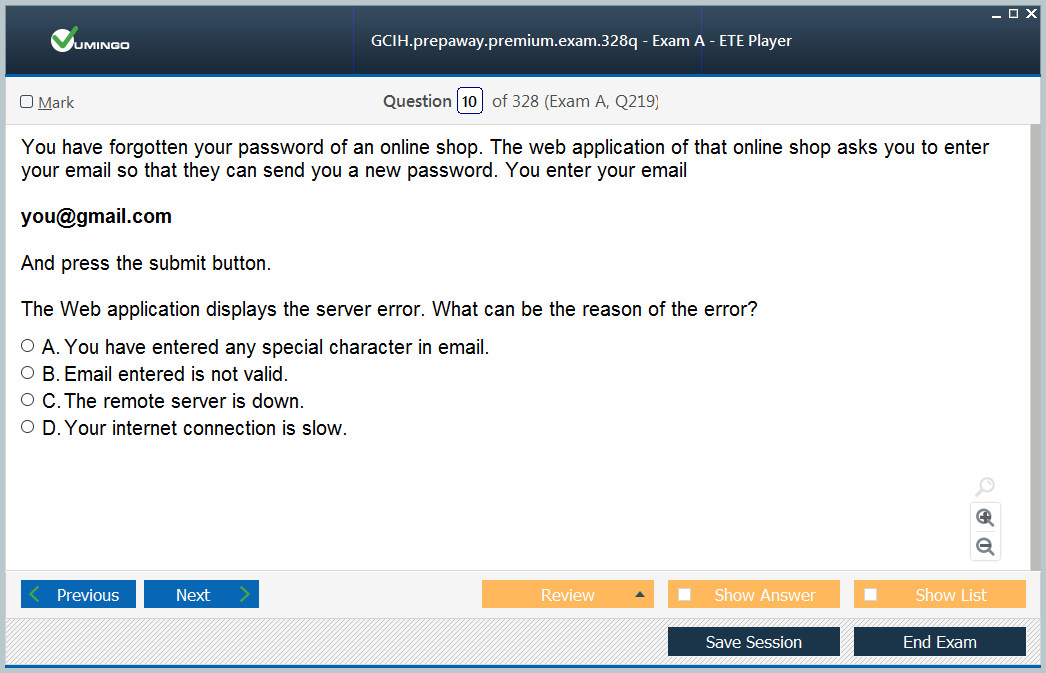 VUMINGO
GCIH.prepaway.premium.exam.328q - Exam A - ETE Player
Mark
Question 10 of 328 (Exam A, Q219)
You have forgotten your password of an online shop. The web application of that online shop asks you to enter
your email so that they can send you a new password. You enter your email
you@gmail.com
And press the submit button.
The Web application displays the server error. What can be the reason of the error?
A. You have entered any special character in email.
B. Email entered is not valid.
C. The remote server is down.
D. Your internet connection is slow.
Previous
Next
Review
Show Answer
Show List
Save Session
End Exam